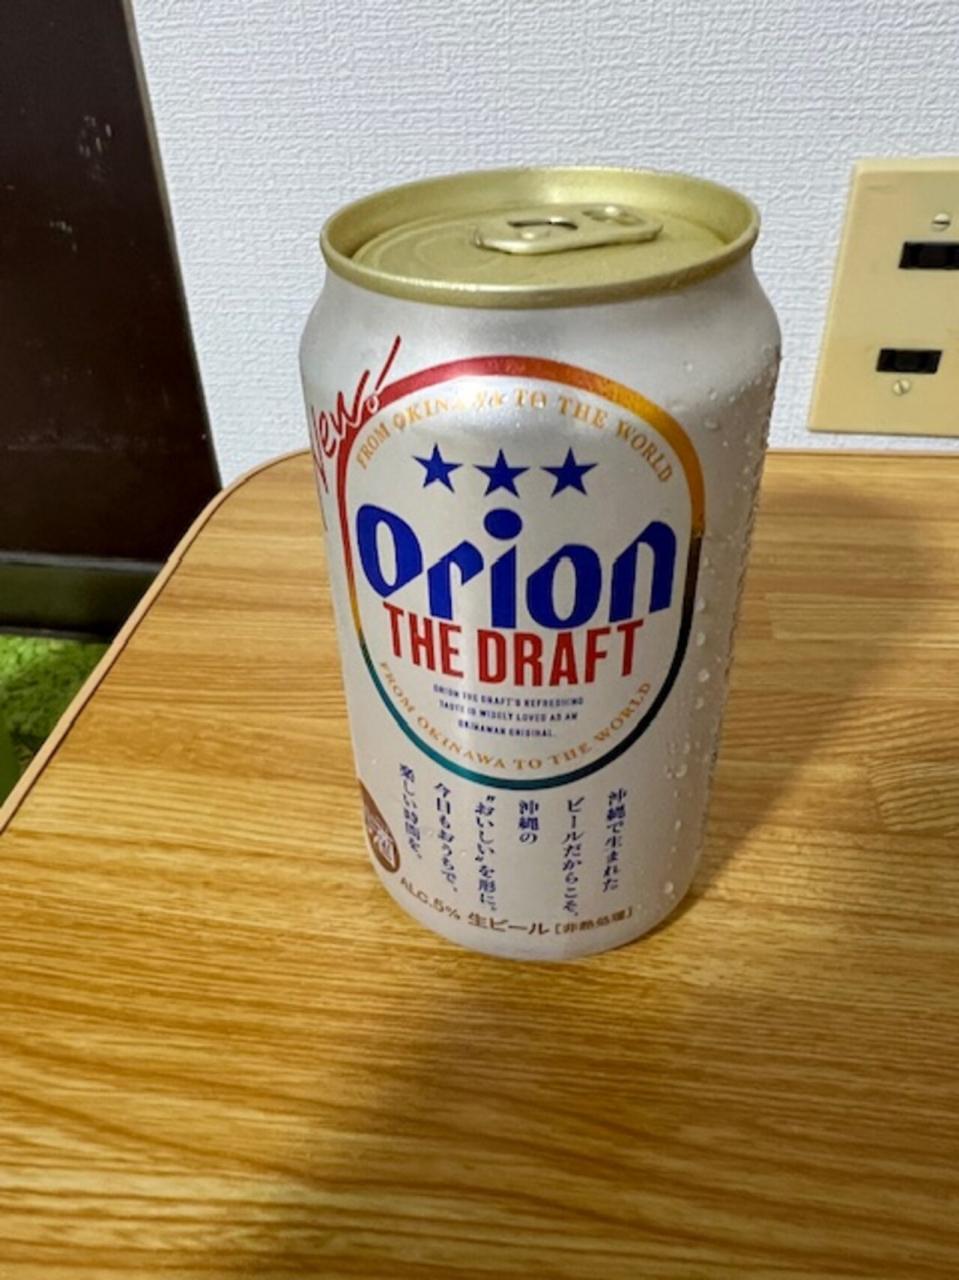 New!
FROM OKINAWA TO THE WORLD
Orion
THE DRAFT
ORION THE DRAFT'S REFRESHING
TASTE IS WIDELY LOVED AS AN
OKINAWAN ORIGINAL.
FROM OKINAWA TO THE WORLD
沖縄で生まれた
ビールだからこそ、
沖縄の
“おいしい”を形に。
今日もおうちで、
楽しい時間を。
ALC.5% 生ビール [非熱処理]